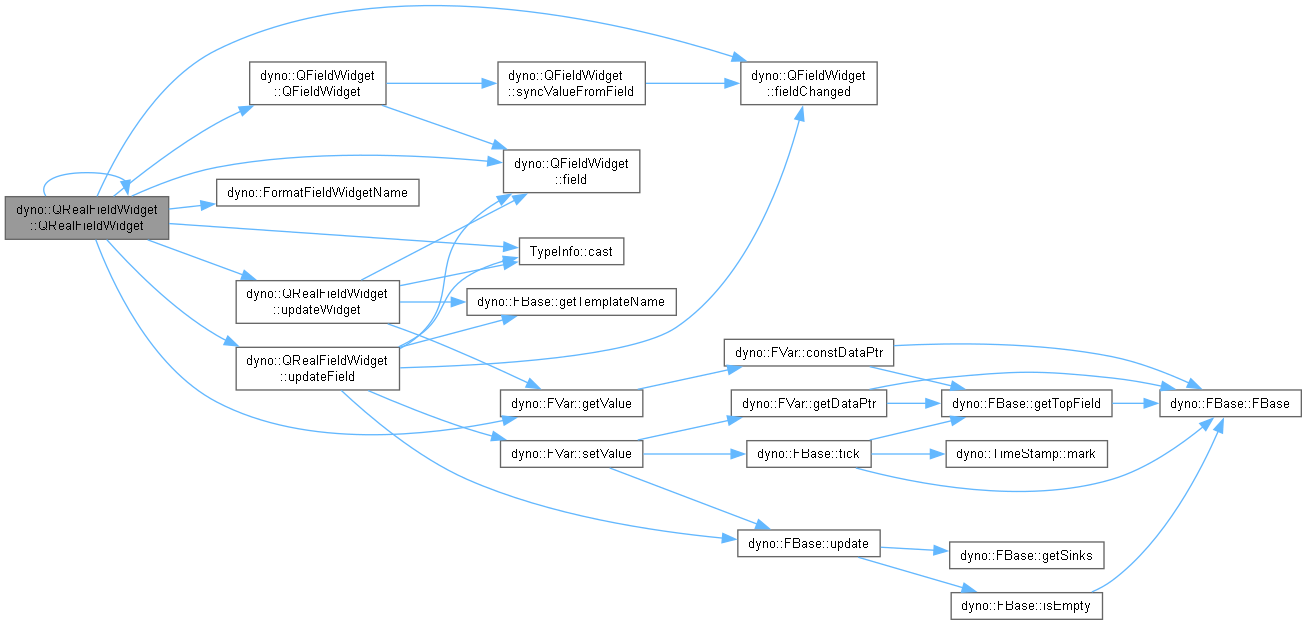 dyno::QRealFieldWidget
::QRealFieldWidget
dyno::QFieldWidget
::QFieldWidget
dyno::FormatFieldWidgetName
dyno::QRealFieldWidget
::updateWidget
dyno::QRealFieldWidget
::updateField
dyno::QFieldWidget
::syncValueFromField
dyno::QFieldWidget
::field
TypeInfo::cast
dyno::FBase::getTemplateName
dyno::FVar::getValue
dyno::FVar::setValue
dyno::QFieldWidget
::fieldChanged
dyno::FVar::constDataPtr
dyno::FVar::getDataPtr
dyno::FBase::tick
dyno::FBase::update
dyno::FBase::getTopField
dyno::TimeStamp::mark
dyno::FBase::getSinks
dyno::FBase::isEmpty
dyno::FBase::FBase